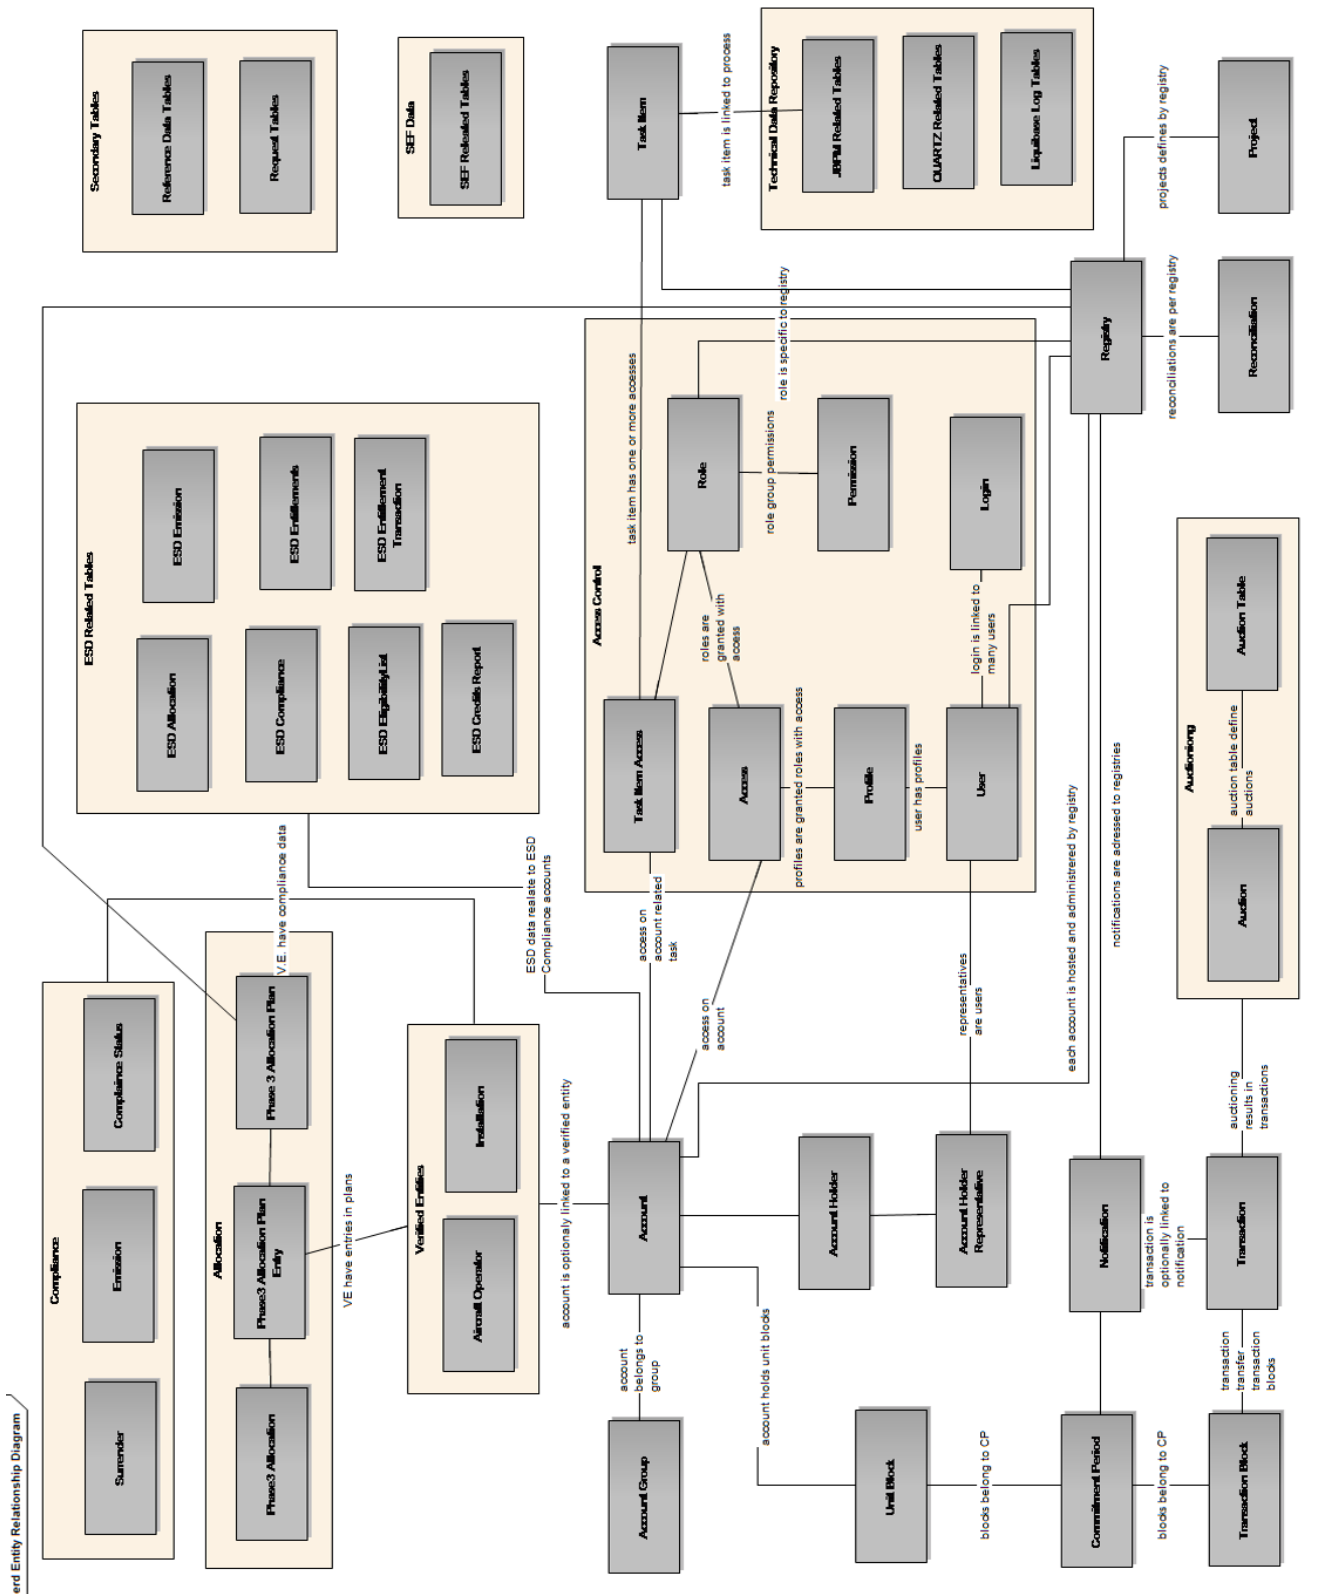 erd Entity Relationship Diagram
Compliance
Surrender
Emission
Complaince Status
Allocation
Phase3 Allocation
Phase3 Allocation Plan
Entry
Phase 3 Allocation Plan
V.E. have compliance data
VE have entries in plans
Verified Entities
Aircraft Operator
Installation
account is optionaly linked to a verified entity
ESD Related Tables
ESD Allocation
ESD Emission
ESD Compliance
ESD Entitlements
ESD EligibilityList
ESD Entitlement
Transaction
ESD Credits Report
ESD data realate to ESD
Compliance accounts
Secondary Tables
Reference Data Tables
Request Tables
SEF Data
SEF Releated Tables
Account Group
account
belongs to
group
Account
access on
account related
task
access on
account
Access Control
Task Item Access
task item has one or more accesses
Task Item
task item is linked to process
Role
roles are
granted with
access
Access
role group permissions
role is specific to registry
Permission
profiles are granted roles with access
Profile
user has profiles
User
login is linked to
many users
Login
Technical Data Repository
JBPM Related Tables
QUARTZ Related Tables
Liquibase Log Tables
account holds unit blocks
Account Holder
Account Holder
Representative
representatives
are users
Unit Block
blocks belong to CP
Commitment Period
blocks belong to CP
Transaction Block
each account is hosted and administrered by registry
notifications are adressed to registries
Registry
projects defines by registry
Project
reconciliations are per registry
Reconciliation
Notification
transaction is
optionally linked to
notification
Transaction
transaction
transfer
transaction
blocks
auctioning
results in
transactions
Auctioniong
Auction
auction table define
auctions
Auction Table